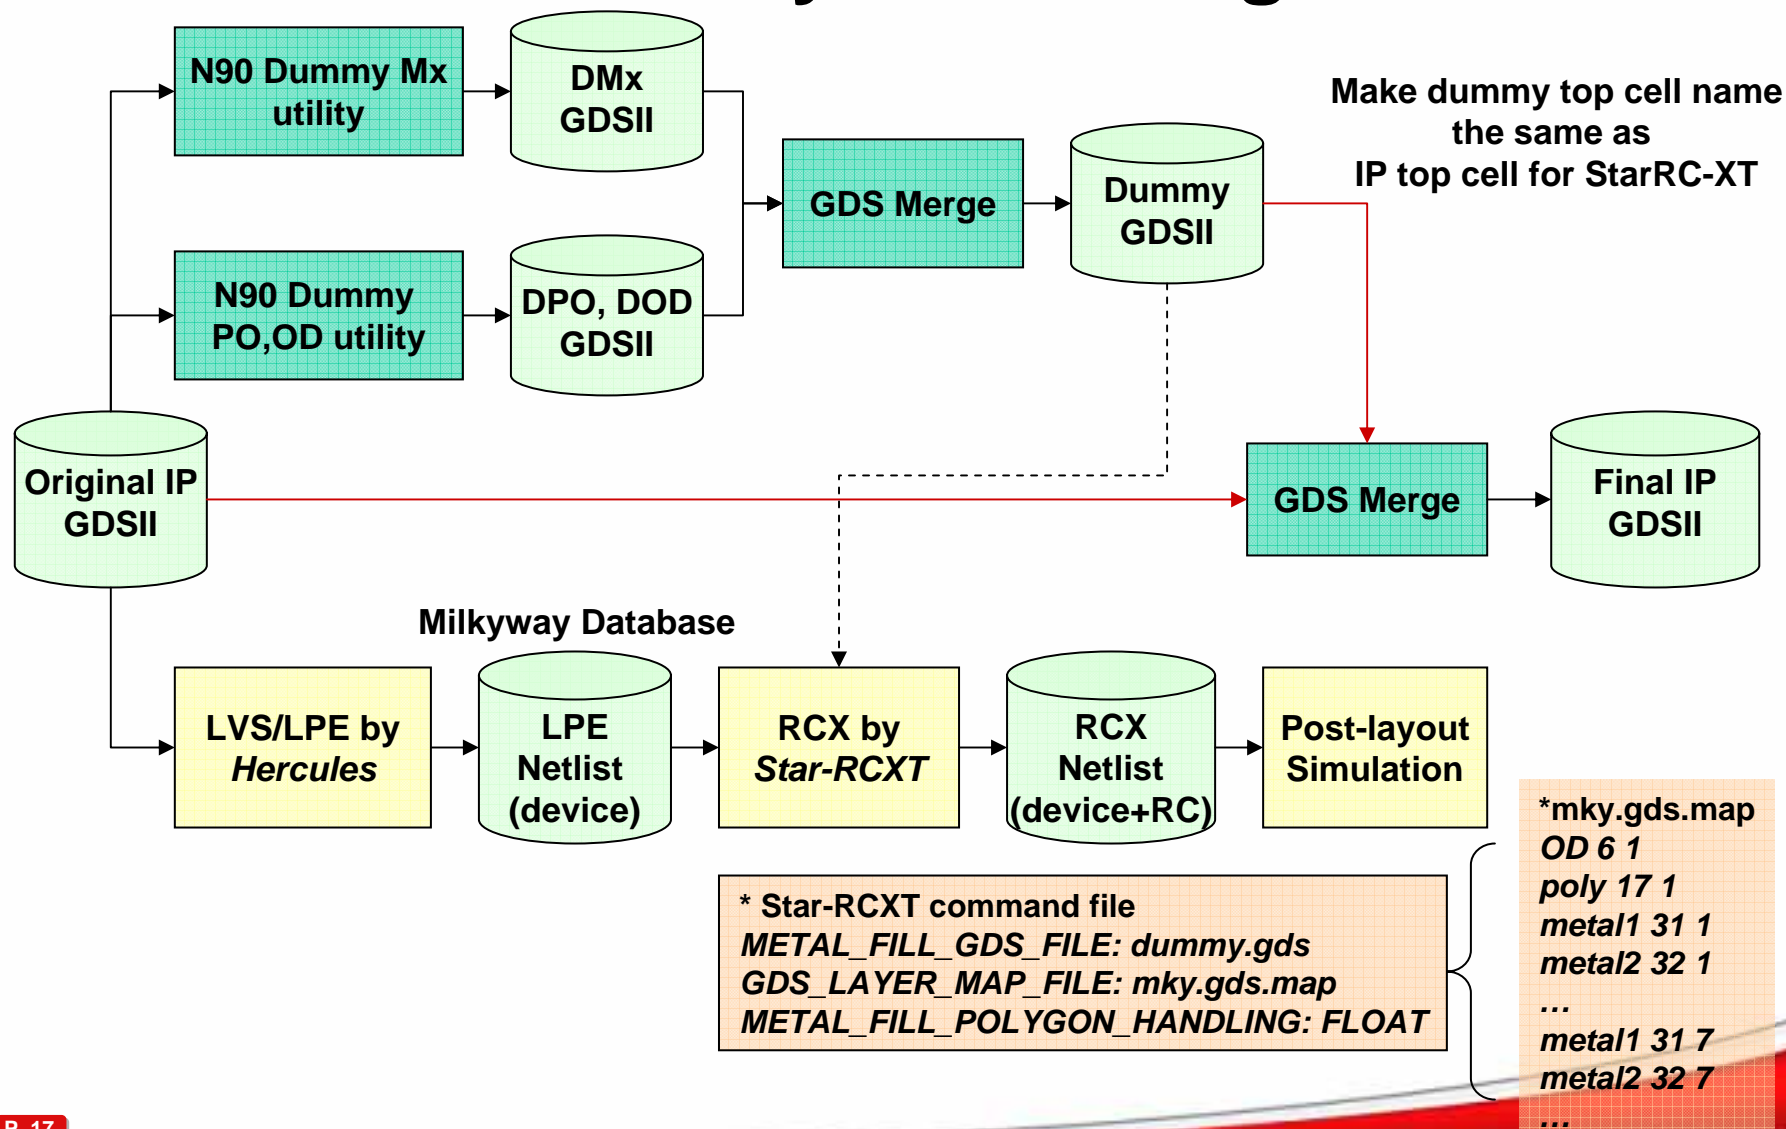 N90 Dummy Mx
utility
DMx
GDSII
Make dummy top cell name
the same as
IP top cell for StarRC-XT
GDS Merge
Dummy
GDSII
N90 Dummy
PO,OD utility
DPO, DOD
GDSII
Original IP
GDSII
GDS Merge
Final IP
GDSII
Milkyway Database
LVS/LPE by
Hercules
LPE
Netlist
(device)
RCX by
Star-RCXT
RCX
Netlist
(device+RC)
Post-layout
Simulation
* Star-RCXT command file
METAL_FILL_GDS_FILE: dummy.gds
GDS_LAYER_MAP_FILE: mky.gds.map
METAL_FILL_POLYGON_HANDLING: FLOAT
*mky.gds.map
OD 6 1
poly 17 1
metal1 31 1
metal2 32 1
…
metal1 31 7
metal2 32 7
…
P. 17